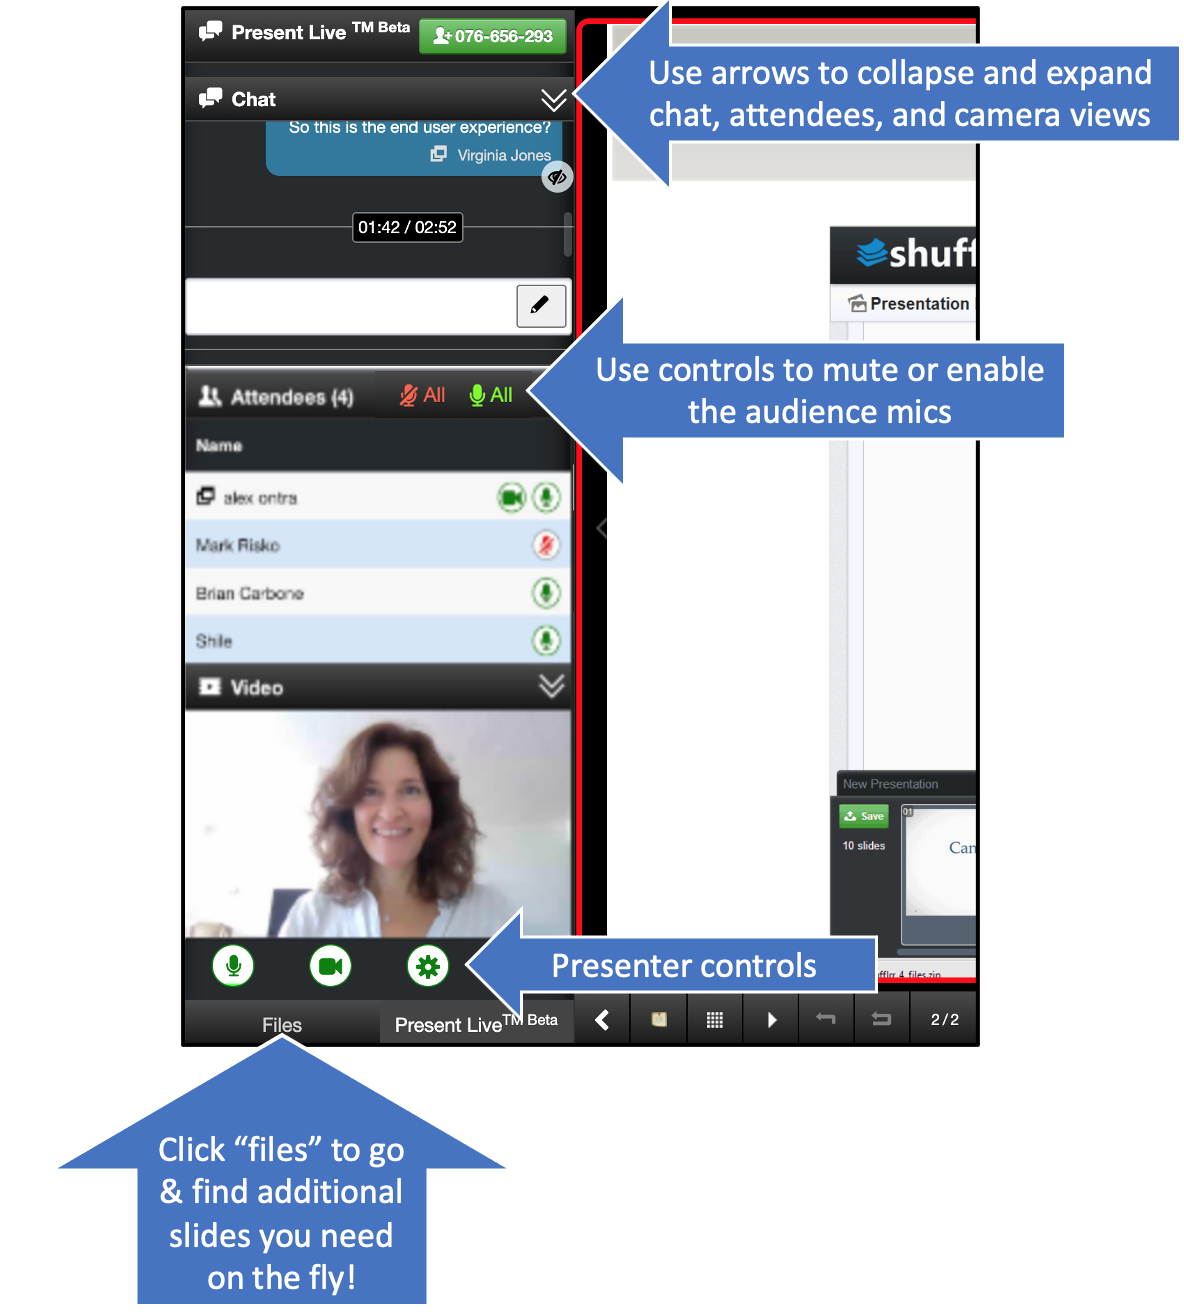 Present Live TM Beta
076-656-293
Use arrows to collapse and expand
chat, attendees, and camera views
Chat
So this is the end user experience?
Virginia Jones
01:42 / 02:52
shuff
Presentation
Use controls to mute or enable
the audience mics
Attendees (4)
All
All
Name
alex ontra
Mark Risko
Brian Carbone
Shile
Video
New Presentation
Save
01
10 slides
Can
Presenter controls
ufflrr_4_files.zip
Files
Present Live TM Beta
2/2
Click “files” to go
& find additional
slides you need
on the fly!